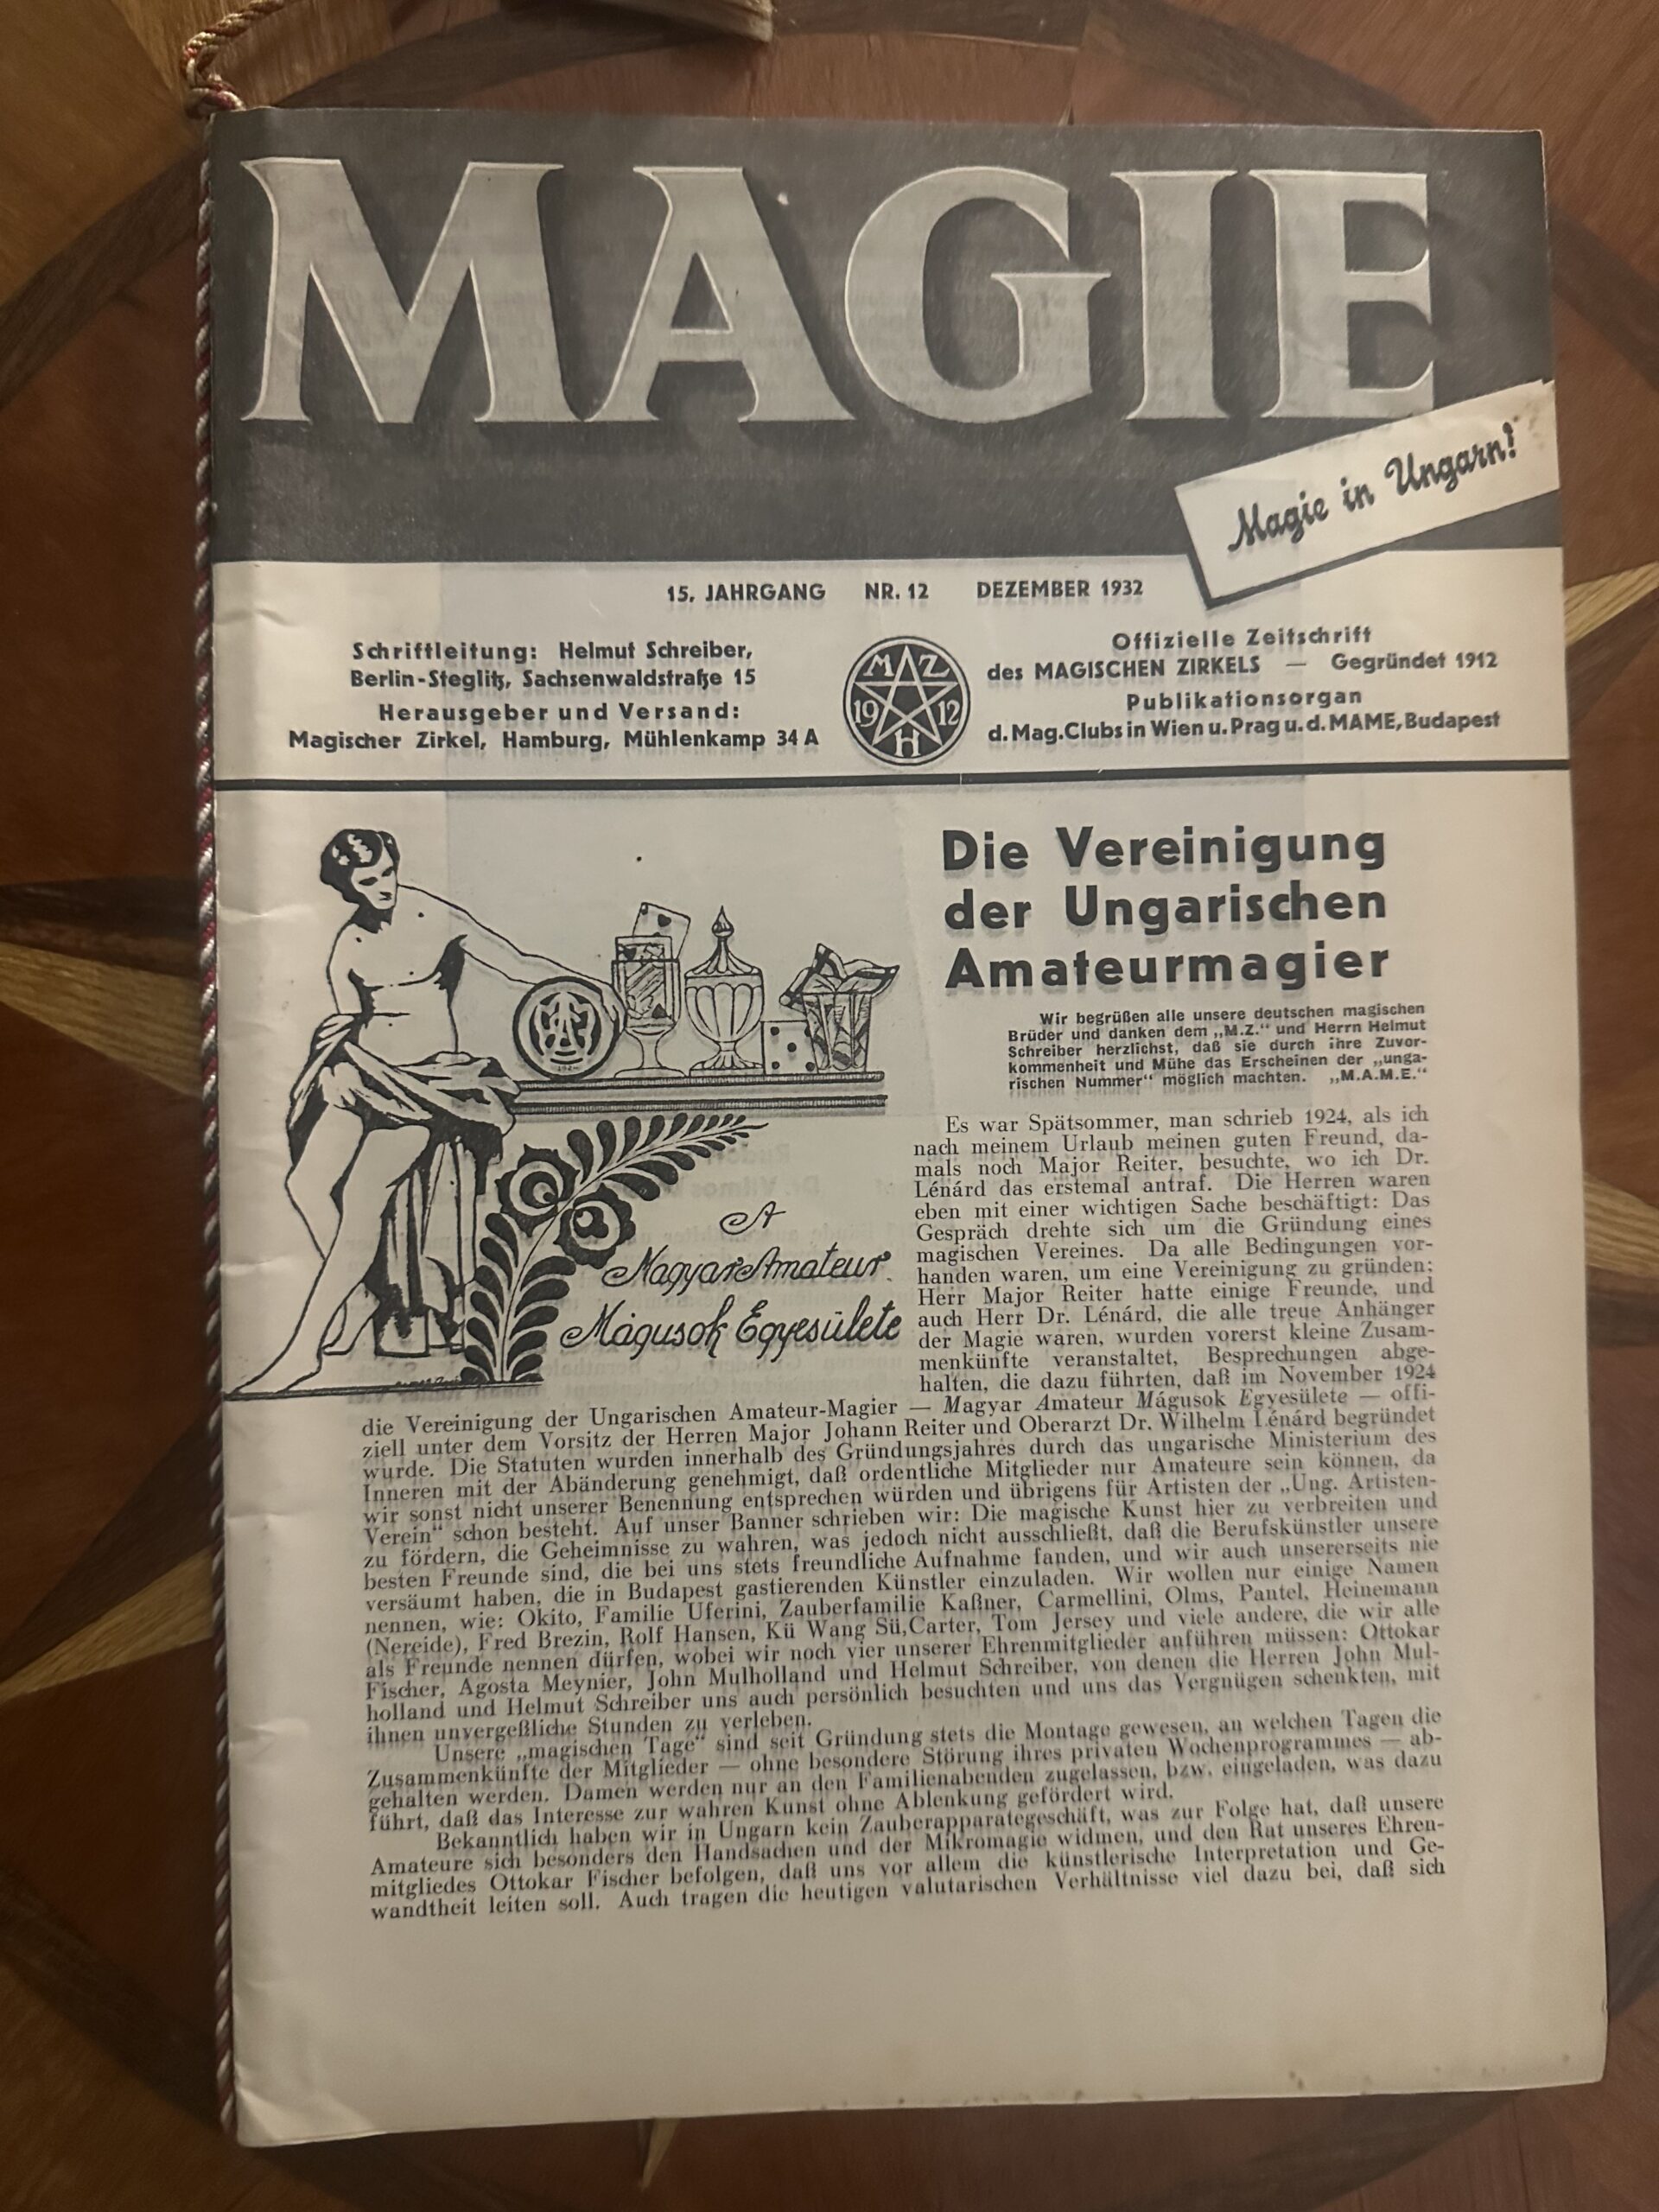 MAGIE
Magie in Ungarn!
15. JAHRGANG NR. 12 DEZEMBER 1932
Schriftleitung: Helmut Schreiber,
Berlin-Steglitz, Sachsenwaldstraße 15
Herausgeber und Versand:
Magischer Zirkel, Hamburg, Mühlenkamp 34 A
M Z
19 12
H
Offizielle Zeitschrift
des MAGISCHEN ZIRKELS — Gegründet 1912
Publikationsorgan
d. Mag. Clubs in Wien u. Prag u. d. MAME, Budapest
A
Magyar Amateur
Mágusok Egyesülete
Die Vereinigung
der Ungarischen
Amateurmagier
Wir begrüßen alle unsere deutschen magischen
Brüder und danken dem „M.Z.“ und Herrn Helmut
Schreiber herzlichst, daß sie durch ihre Zuvor-
kommenheit und Mühe das Erscheinen der „unga-
rischen Nummer“ möglich machten. „M.A.M.E.“
Es war Spätsommer, man schrieb 1924, als ich
nach meinem Urlaub meinen guten Freund, da-
mals noch Major Reiter, besuchte, wo ich Dr.
Lénárd das erstemal antraf. Die Herren waren
eben mit einer wichtigen Sache beschäftigt: Das
Gespräch drehte sich um die Gründung eines
magischen Vereines. Da alle Bedingungen vor-
handen waren, um eine Vereinigung zu gründen;
Herr Major Reiter hatte einige Freunde, und
auch Herr Dr. Lénárd, die alle treue Anhänger
der Magie waren, wurden vorerst kleine Zusam-
menkünfte veranstaltet, Besprechungen abge-
halten, die dazu führten, daß im November 1924
die Vereinigung der Ungarischen Amateur-Magier — Magyar Amateur Mágusok Egyesülete — offi-
ziell unter dem Vorsitz der Herren Major Johann Reiter und Oberarzt Dr. Wilhelm Lénárd begründet
wurde. Die Statuten wurden innerhalb des Gründungsjahres durch das ungarische Ministerium des
Inneren mit der Abänderung genehmigt, daß ordentliche Mitglieder nur Amateure sein können, da
wir sonst nicht unserer Benennung entsprechen würden und übrigens für Artisten der „Ung. Artisten-
Verein“ schon besteht. Auf unser Banner schrieben wir: Die magische Kunst hier zu verbreiten und
zu fördern, die Geheimnisse zu wahren, was jedoch nicht ausschließt, daß die Berufskünstler unsere
besten Freunde sind, die bei uns stets freundliche Aufnahme fanden, und wir auch unsererseits nie
versäumt haben, die in Budapest gastierenden Künstler einzuladen. Wir wollen nur einige Namen
nennen, wie: Okito, Familie Uferini, Zauberfamilie Kaßner, Carmellini, Olms, Pantel, Heinemann
(Nereide), Fred Brezin, Rolf Hansen, Kü Wang Sü,Carter, Tom Jersey und viele andere, die wir alle
als Freunde nennen dürfen, wobei wir noch vier unserer Ehrenmitglieder anführen müssen: Ottokar
Fischer, Agosta Meynier, John Mulholland und Helmut Schreiber, von denen die Herren John Mul-
holland und Helmut Schreiber uns auch persönlich besuchten und uns das Vergnügen schenkten, mit
ihnen unvergeßliche Stunden zu verleben.
Unsere „magischen Tage“ sind seit Gründung stets die Montage gewesen, an welchen Tagen die
Zusammenkünfte der Mitglieder — ohne besondere Störung ihres privaten Wochenprogrammes — ab-
gehalten werden. Damen werden nur an den Familienabenden zugelassen, bzw. eingeladen, was dazu
führt, daß das Interesse zur wahren Kunst ohne Ablenkung gefördert wird.
Bekanntlich haben wir in Ungarn kein Zauberapparategeschäft, was zur Folge hat, daß unsere
Amateure sich besonders den Handsachen und der Mikromagie widmen, und den Rat unseres Ehren-
mitgliedes Ottokar Fischer befolgen, daß uns vor allem die künstlerische Interpretation und Ge-
wandtheit leiten soll. Auch tragen die heutigen valutarischen Verhältnisse viel dazu bei, daß sich